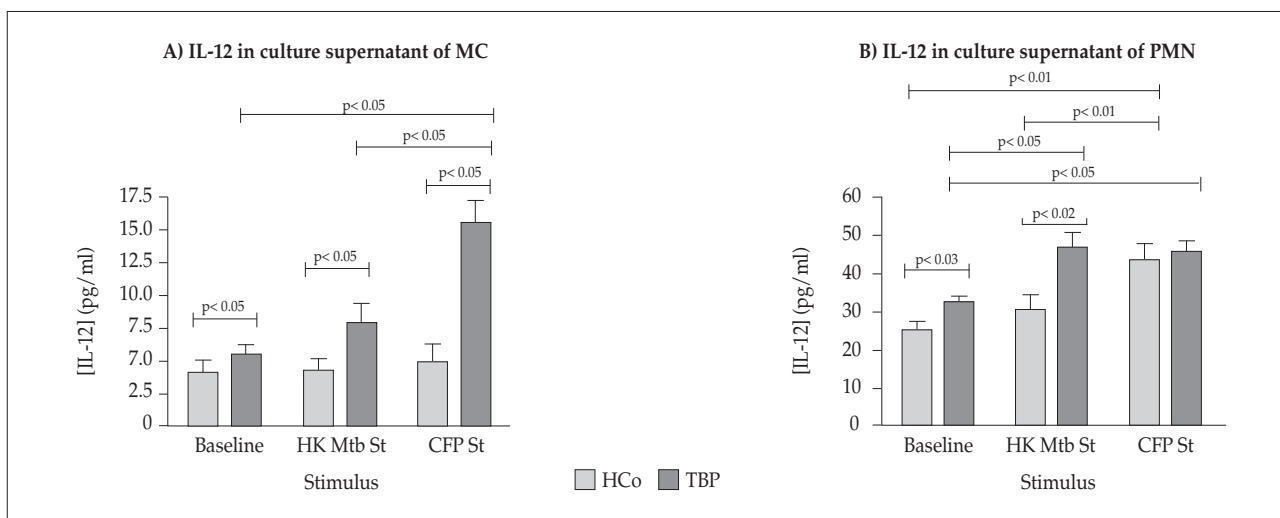 A) IL-12 in culture supernatant of MC
p< 0.05
p< 0.05
p< 0.05
p< 0.05
p< 0.05
[IL-12] (pg/ml)
17.5
15.0
12.5
10.0
7.5
7.0
2.5
0
Baseline
HK Mtb St
CFP St
Stimulus
B) IL-12 in culture supernatant of PMN
p< 0.01
p< 0.01
p< 0.05
p< 0.05
p< 0.02
p< 0.03
[IL-12] (pg/ml)
60
50
40
30
20
10
0
Baseline
HK Mtb St
CFP St
Stimulus
HCo
TBP